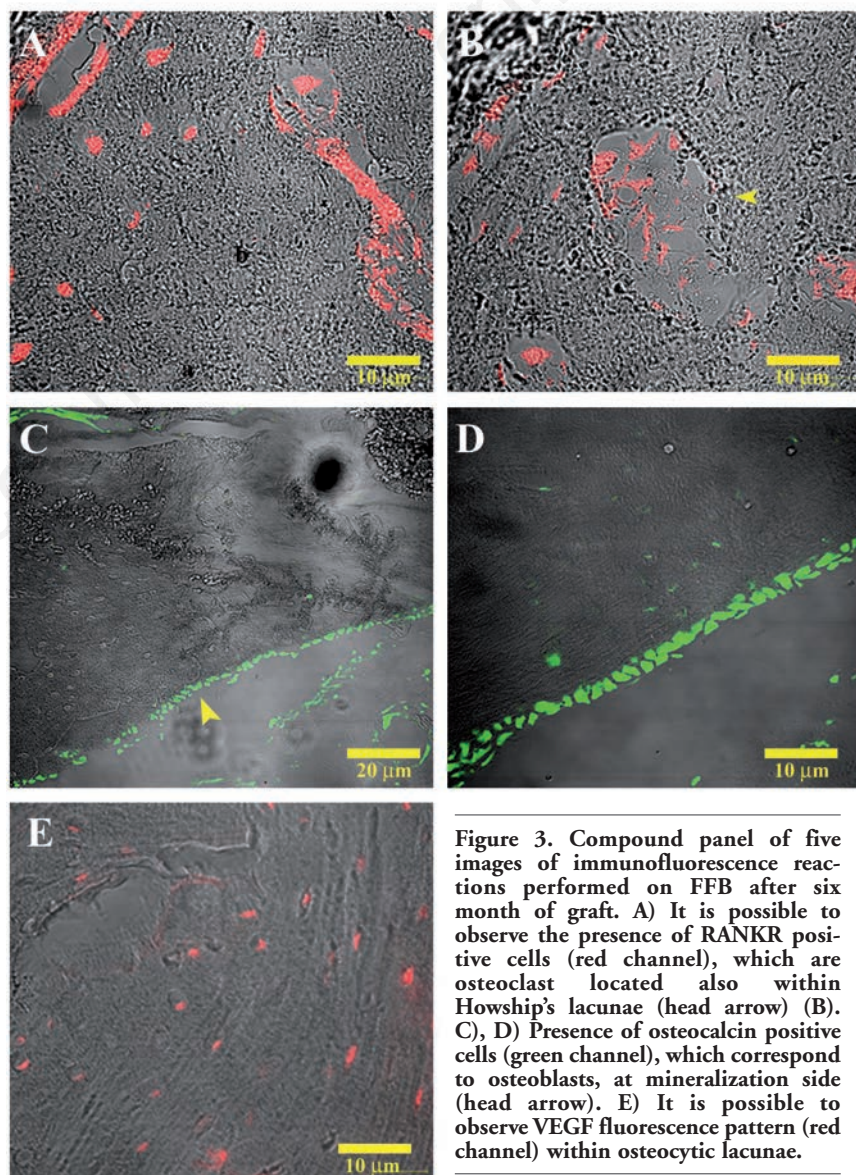 A
10 µm
B
10 µm
C
20 µm
D
10 µm
E
10 µm
Figure 3. Compound panel of five
images of immunofluorescence reac-
tions performed on FFB after six
month of graft. A) It is possible to
observe the presence of RANKR posi-
tive cells (red channel), which are
osteoclast located also within
Howship's lacunae (head arrow) (B).
C), D) Presence of osteocalcin positive
cells (green channel), which correspond
to osteoblasts, at mineralization side
(head arrow). E) It is possible to
observe VEGF fluorescence pattern (red
channel) within osteocytic lacunae.